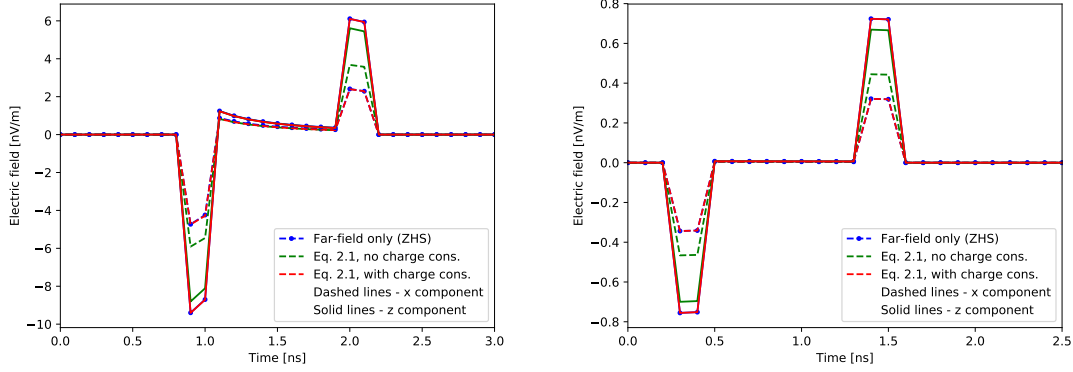 6
4
2
0
−2
−4
−6
−8
−10
Electric field [nV/m]
Far-field only (ZHS)
Eq. 2.1, no charge cons.
Eq. 2.1, with charge cons.
Dashed lines - x component
Solid lines - z component
0.0 0.5 1.0 1.5 2.0 2.5 3.0
Time [ns]
0.8
0.6
0.4
0.2
0.0
−0.2
−0.4
−0.6
−0.8
Electric field [nV/m]
Far-field only (ZHS)
Eq. 2.1, no charge cons.
Eq. 2.1, with charge cons.
Dashed lines - x component
Solid lines - z component
0.0 0.5 1.0 1.5 2.0 2.5
Time [ns]